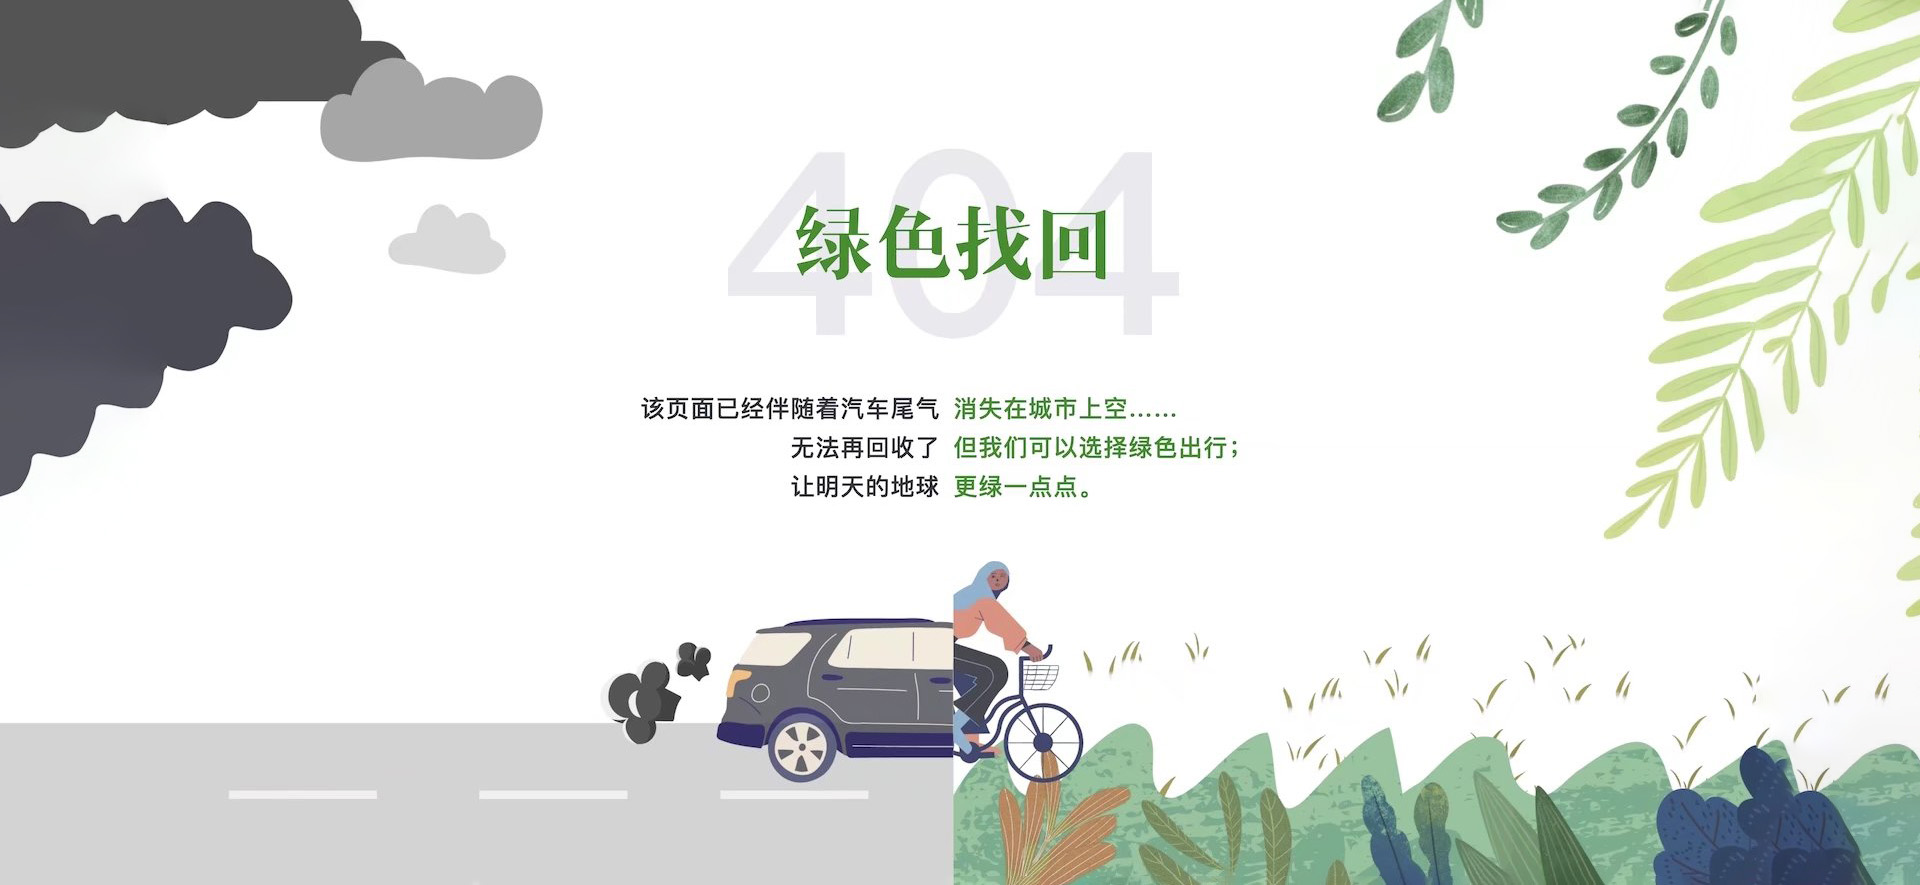 404
绿色找回
该页面已经伴随着汽车尾气 消失在城市上空……
无法再回收了 但我们可以选择绿色出行；
让明天的地球 更绿一点点。